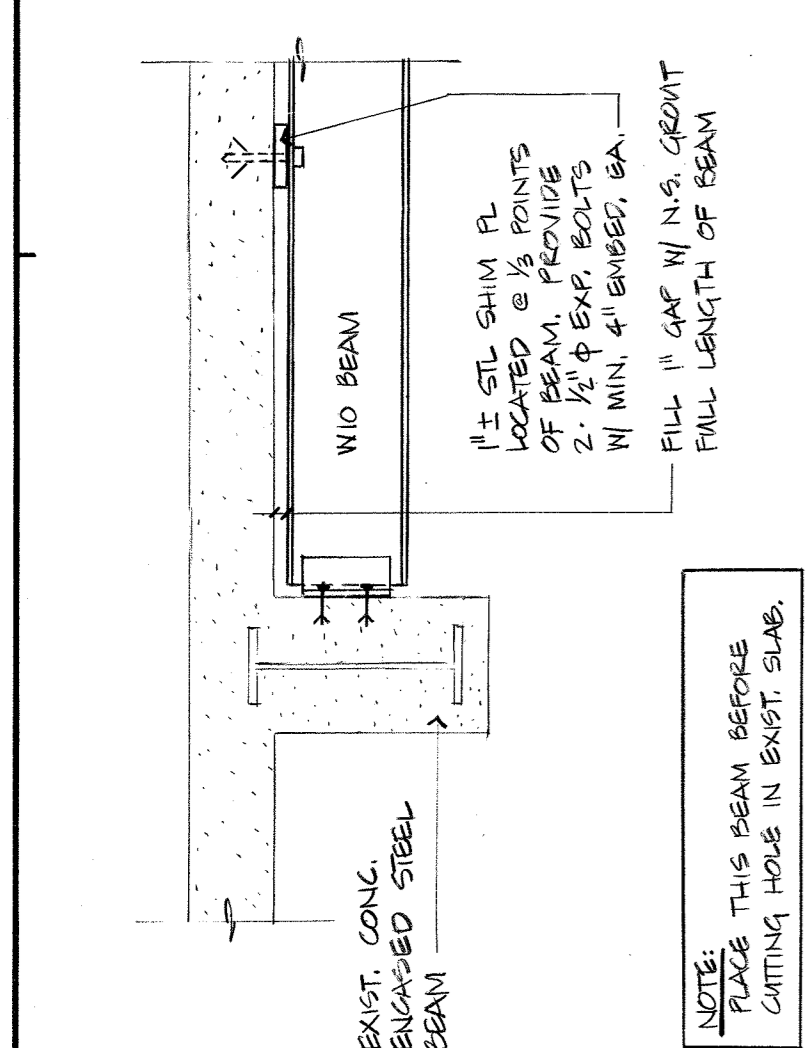 W10 BEAM
1"± STL SHIM PL
LOCATED @ 1/3 POINTS
OF BEAM. PROVIDE
2 - 1/2" Φ EXP. BOLTS
W/ MIN. 4" EMBED. EA.
FILL 1" GAP W/ N.S. GROUT
FULL LENGTH OF BEAM
EXIST. CONC.
ENCASED STEEL
BEAM
NOTE:
PLACE THIS BEAM BEFORE
CUTTING HOLE IN EXIST. SLAB.